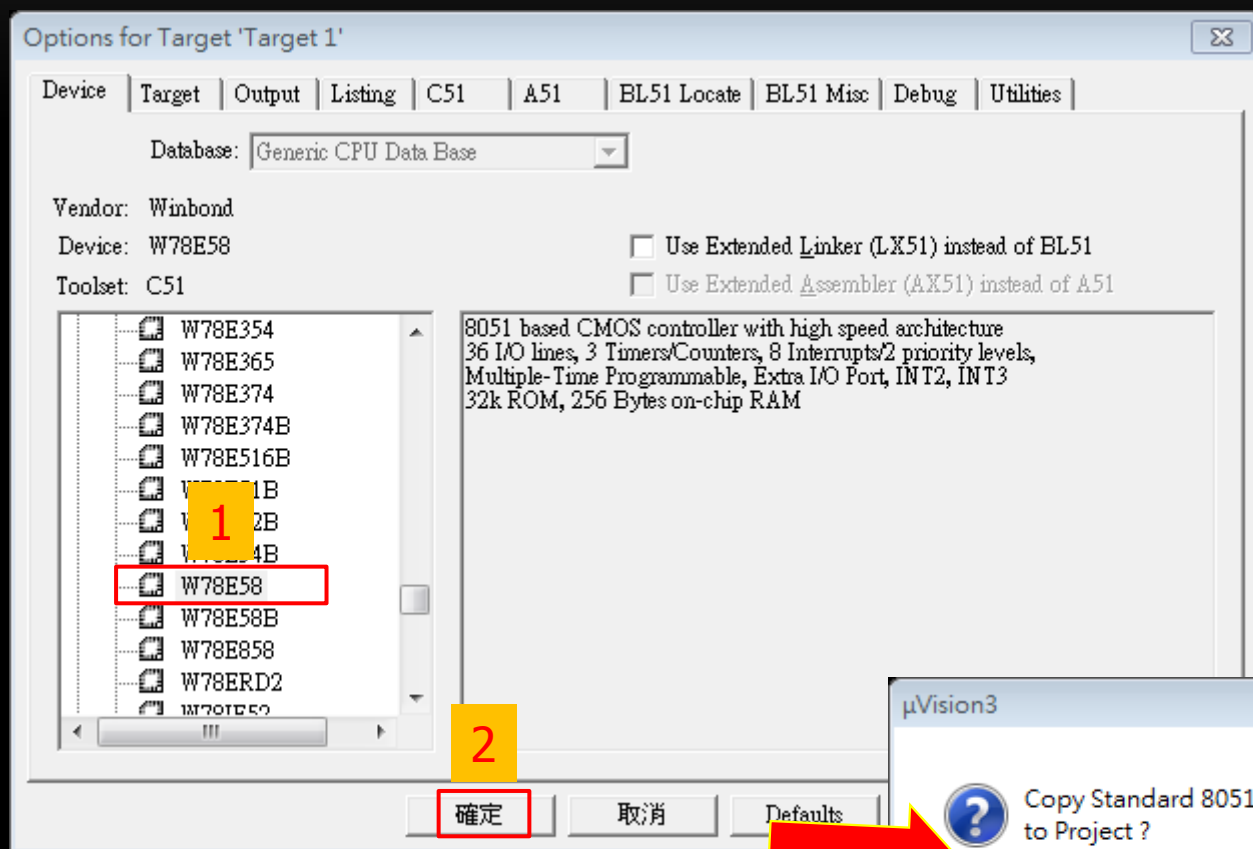 Options for Target 'Target 1'
Device Target Output Listing C51 A51 BL51 Locate BL51 Misc Debug Utilities
Database: Generic CPU Data Base
Vendor: Winbond
Device: W78E58
Use Extended Linker (LX51) instead of BL51
Toolset: C51
Use Extended Assembler (AX51) instead of A51
W78E354
W78E365
W78E374
W78E374B
W78E516B
1
W78E58
W78E58B
W78E858
W78ERD2
8051 based CMOS controller with high speed architecture
36 I/O lines, 3 Timers/Counters, 8 Interrupts/2 priority levels,
Multiple-Time Programmable, Extra I/O Port, INT2, INT3
32k ROM, 256 Bytes on-chip RAM
2
確定 取消 Defaults
µVision3
Copy Standard 8051
to Project ?